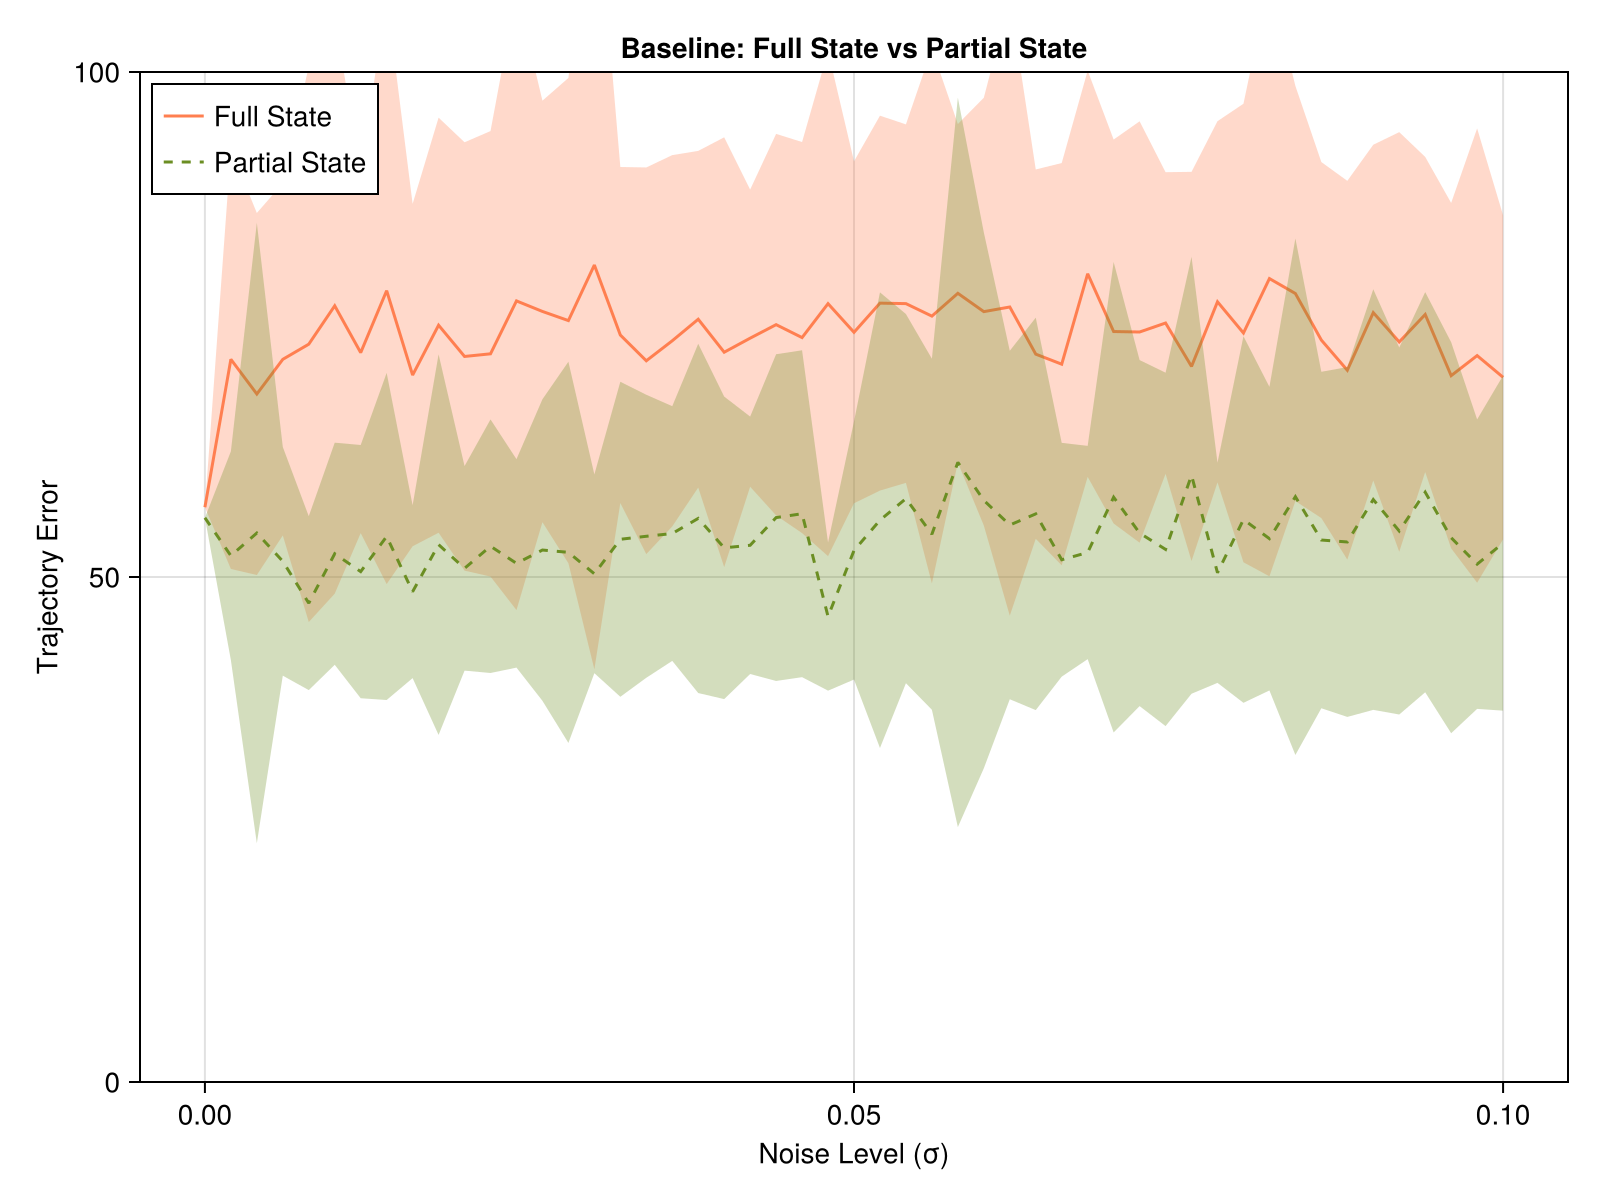 Baseline: Full State vs Partial State
100
Full State
Partial State
50
Trajectory Error
0
0.00
0.05
0.10
Noise Level (σ)